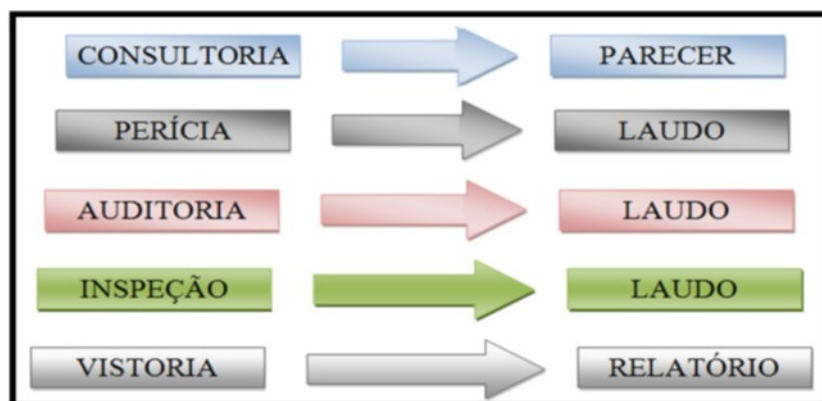 CONSULTORIA PARECER
PERÍCIA LAUDO
AUDITORIA LAUDO
INSPEÇÃO LAUDO
VISTORIA RELATÓRIO